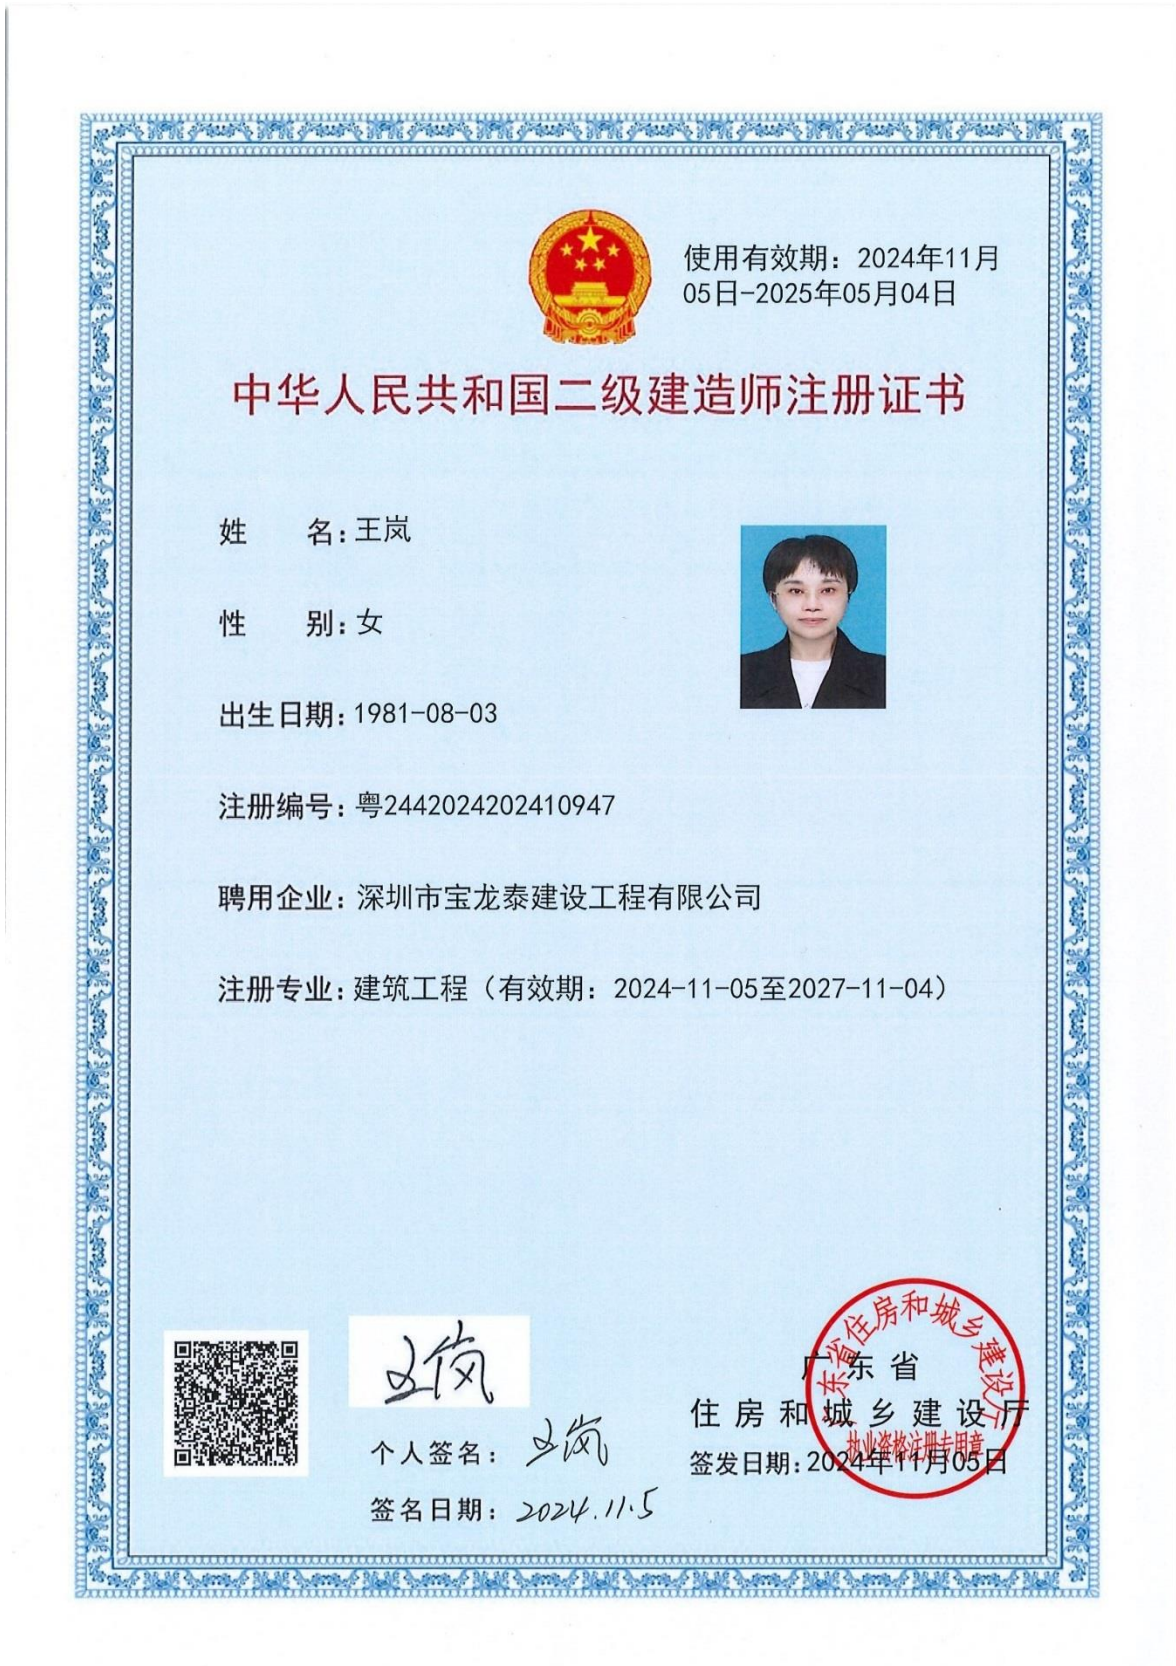 使用有效期：2024年11月
05日-2025年05月04日
中华人民共和国二级建造师注册证书
姓 名：王岚
性 别：女
出生日期：1981-08-03
注册编号：粤2442024202410947
聘用企业：深圳市宝龙泰建设工程有限公司
注册专业：建筑工程（有效期：2024-11-05至2027-11-04）
王岚
个人签名：王岚
签名日期：2024.11.5
广东省
住房和城乡建设厅
签发日期：2024年11月05日
广东省住房和城乡建设厅
执业资格注册专用章